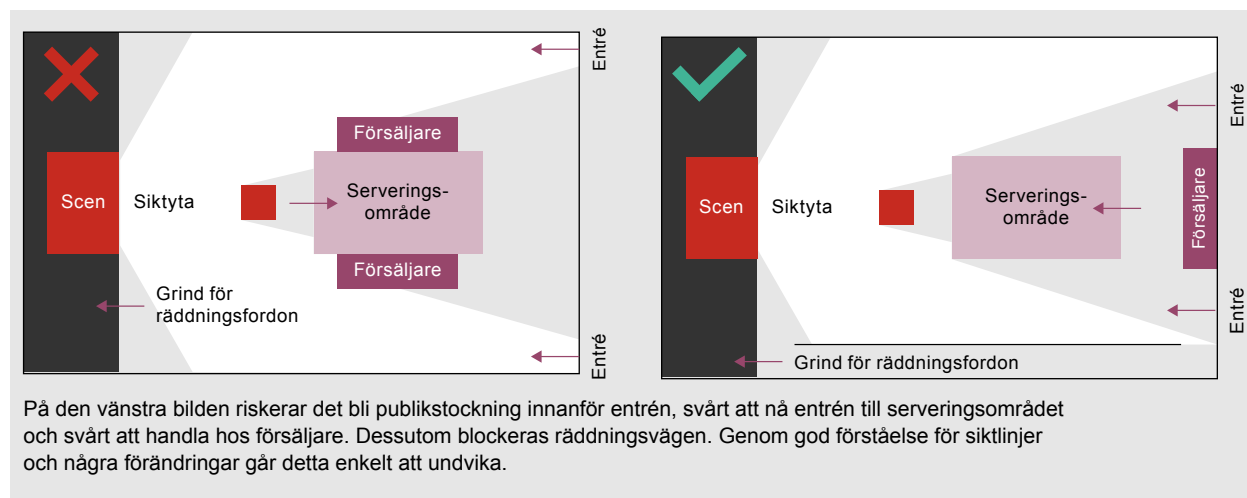 Entré
Försäljare
Scen
Siktyta
Serverings-
område
Försäljare
Grind för
räddningsfordon
Entré
Entré
Scen
Siktyta
Serverings-
område
Försäljare
Entré
Grind för räddningsfordon
På den vänstra bilden riskerar det bli publikstockning innanför entrén, svårt att nå entrén till serveringsområdet
och svårt att handla hos försäljare. Dessutom blockeras räddningsvägen. Genom god förståelse för siktlinjer
och några förändringar går detta enkelt att undvika.